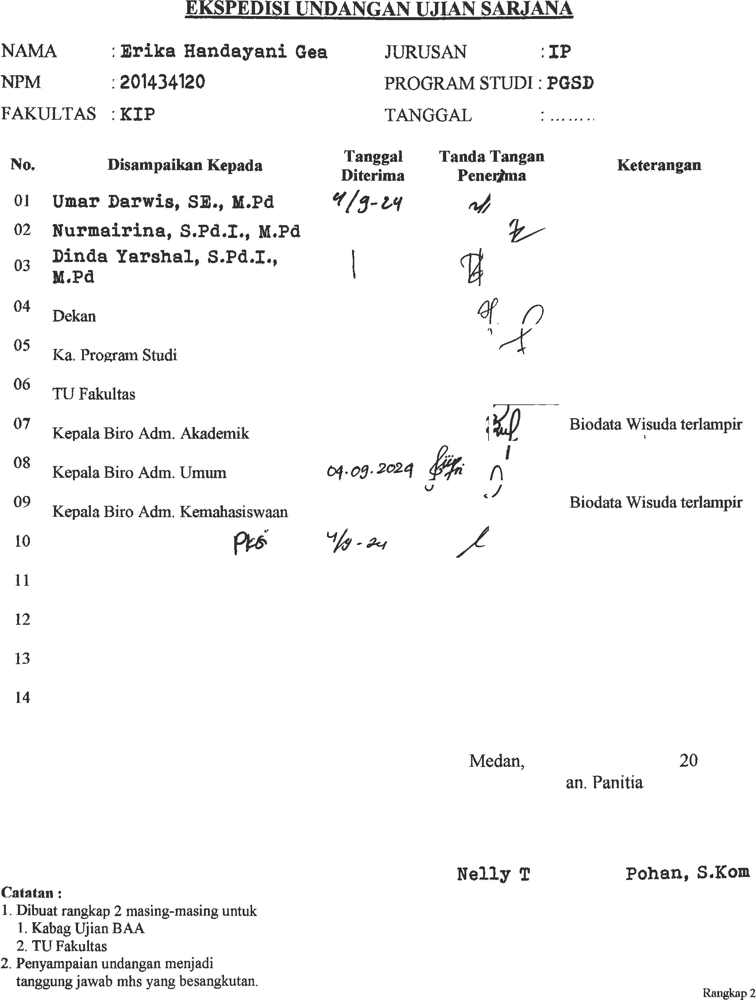 EKSPEDISI UNDANGAN UJIAN SARJANA
NAMA : Erika Handayani Gea JURUSAN : IP
NPM : 201434120 PROGRAM STUDI : PGSD
FAKULTAS : KIP TANGGAL : ........
No. Disampaikan Kepada Tanggal Diterima Tanda Tangan Penerima Keterangan
01 Umar Darwis, SE., M.Pd 4/9-24
02 Nurmairina, S.Pd.I., M.Pd
03 Dinda Yarshal, S.Pd.I.,
M.Pd
04 Dekan
05 Ka. Program Studi
06 TU Fakultas
07 Kepala Biro Adm. Akademik Biodata Wisuda terlampir
08 Kepala Biro Adm. Umum 04.09.2024
09 Kepala Biro Adm. Kemahasiswaan Biodata Wisuda terlampir
10 4/9-24
11
12
13
14
Medan, 20
an. Panitia
Nelly T Pohan, S.Kom
Catatan :
1. Dibuat rangkap 2 masing-masing untuk
1. Kabag Ujian BAA
2. TU Fakultas
2. Penyampaian undangan menjadi
tanggung jawab mhs yang besangkutan.
Rangkap 2